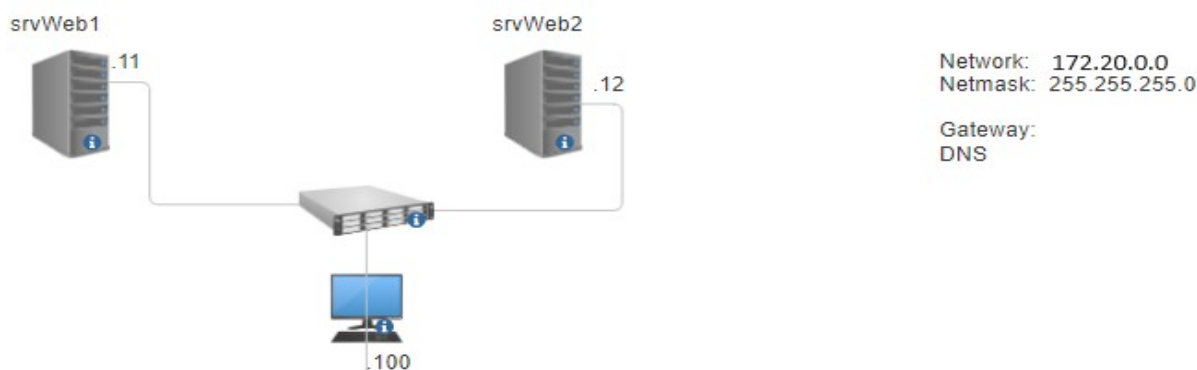 srvWeb1
.11
srvWeb2
.12
Network: 172.20.0.0
Netmask: 255.255.255.0
Gateway:
DNS
.100